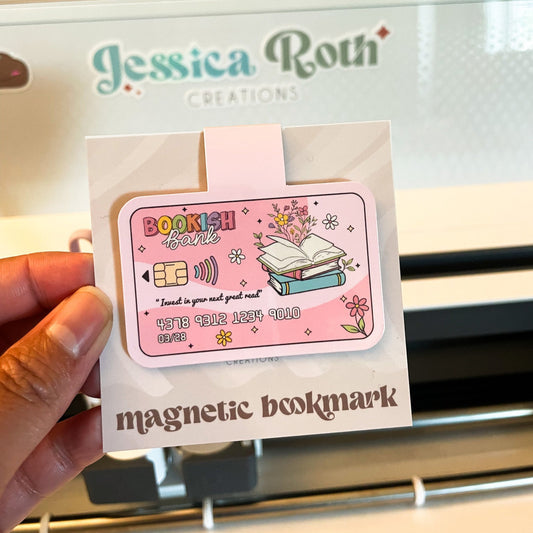 Jessica Roth
CREATIONS
BOOKISH
Bank
"Invest in your next great read"
4378 9312 1234 9010
03/28
CREATIONS
magnetic bookmark